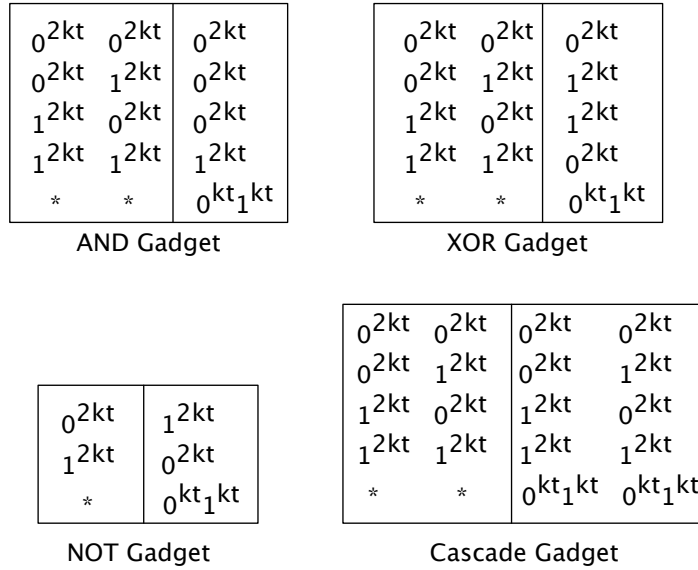 0^2kt 0^2kt 0^2kt
0^2kt 1^2kt 0^2kt
1^2kt 0^2kt 0^2kt
1^2kt 1^2kt 1^2kt
* * 0^kt1^kt
AND Gadget
0^2kt 0^2kt 0^2kt
0^2kt 1^2kt 1^2kt
1^2kt 0^2kt 1^2kt
1^2kt 1^2kt 0^2kt
* * 0^kt1^kt
XOR Gadget
0^2kt 1^2kt
1^2kt 0^2kt
* 0^kt1^kt
NOT Gadget
0^2kt 0^2kt 0^2kt 0^2kt
0^2kt 1^2kt 0^2kt 1^2kt
1^2kt 0^2kt 1^2kt 0^2kt
1^2kt 1^2kt 1^2kt 1^2kt
* * 0^kt1^kt 0^kt1^kt
Cascade Gadget